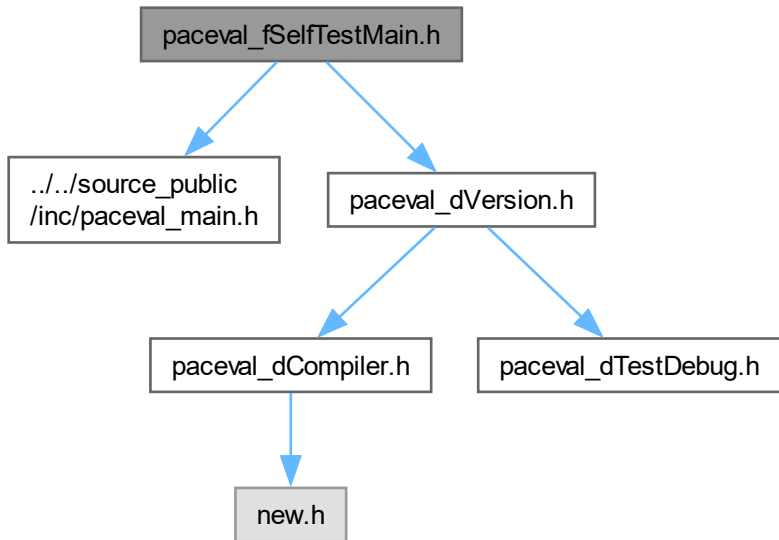 paceval_fSelfTestMain.h
../../source_public
/inc/paceval_main.h
paceval_dVersion.h
paceval_dCompiler.h
paceval_dTestDebug.h
new.h